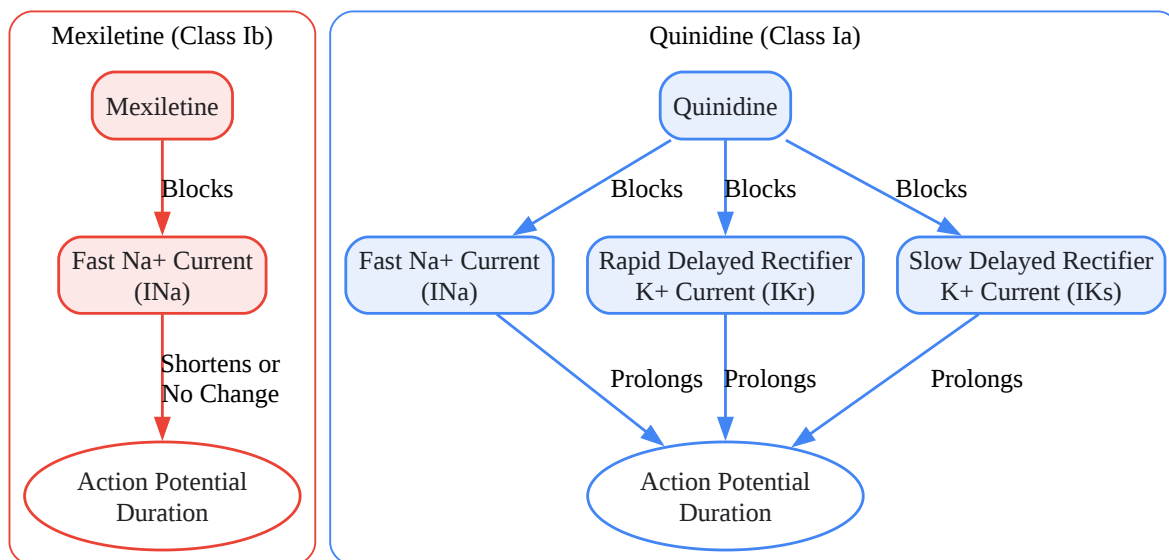 Mexiletine (Class Ib)
Mexiletine
Blocks
Fast Na+ Current
(INa)
Shortens or
No Change
Action Potential
Duration
Quinidine (Class Ia)
Quinidine
Blocks
Blocks
Blocks
Fast Na+ Current
(INa)
Rapid Delayed Rectifier
K+ Current (IKr)
Slow Delayed Rectifier
K+ Current (IKs)
Prolongs
Prolongs
Prolongs
Action Potential
Duration